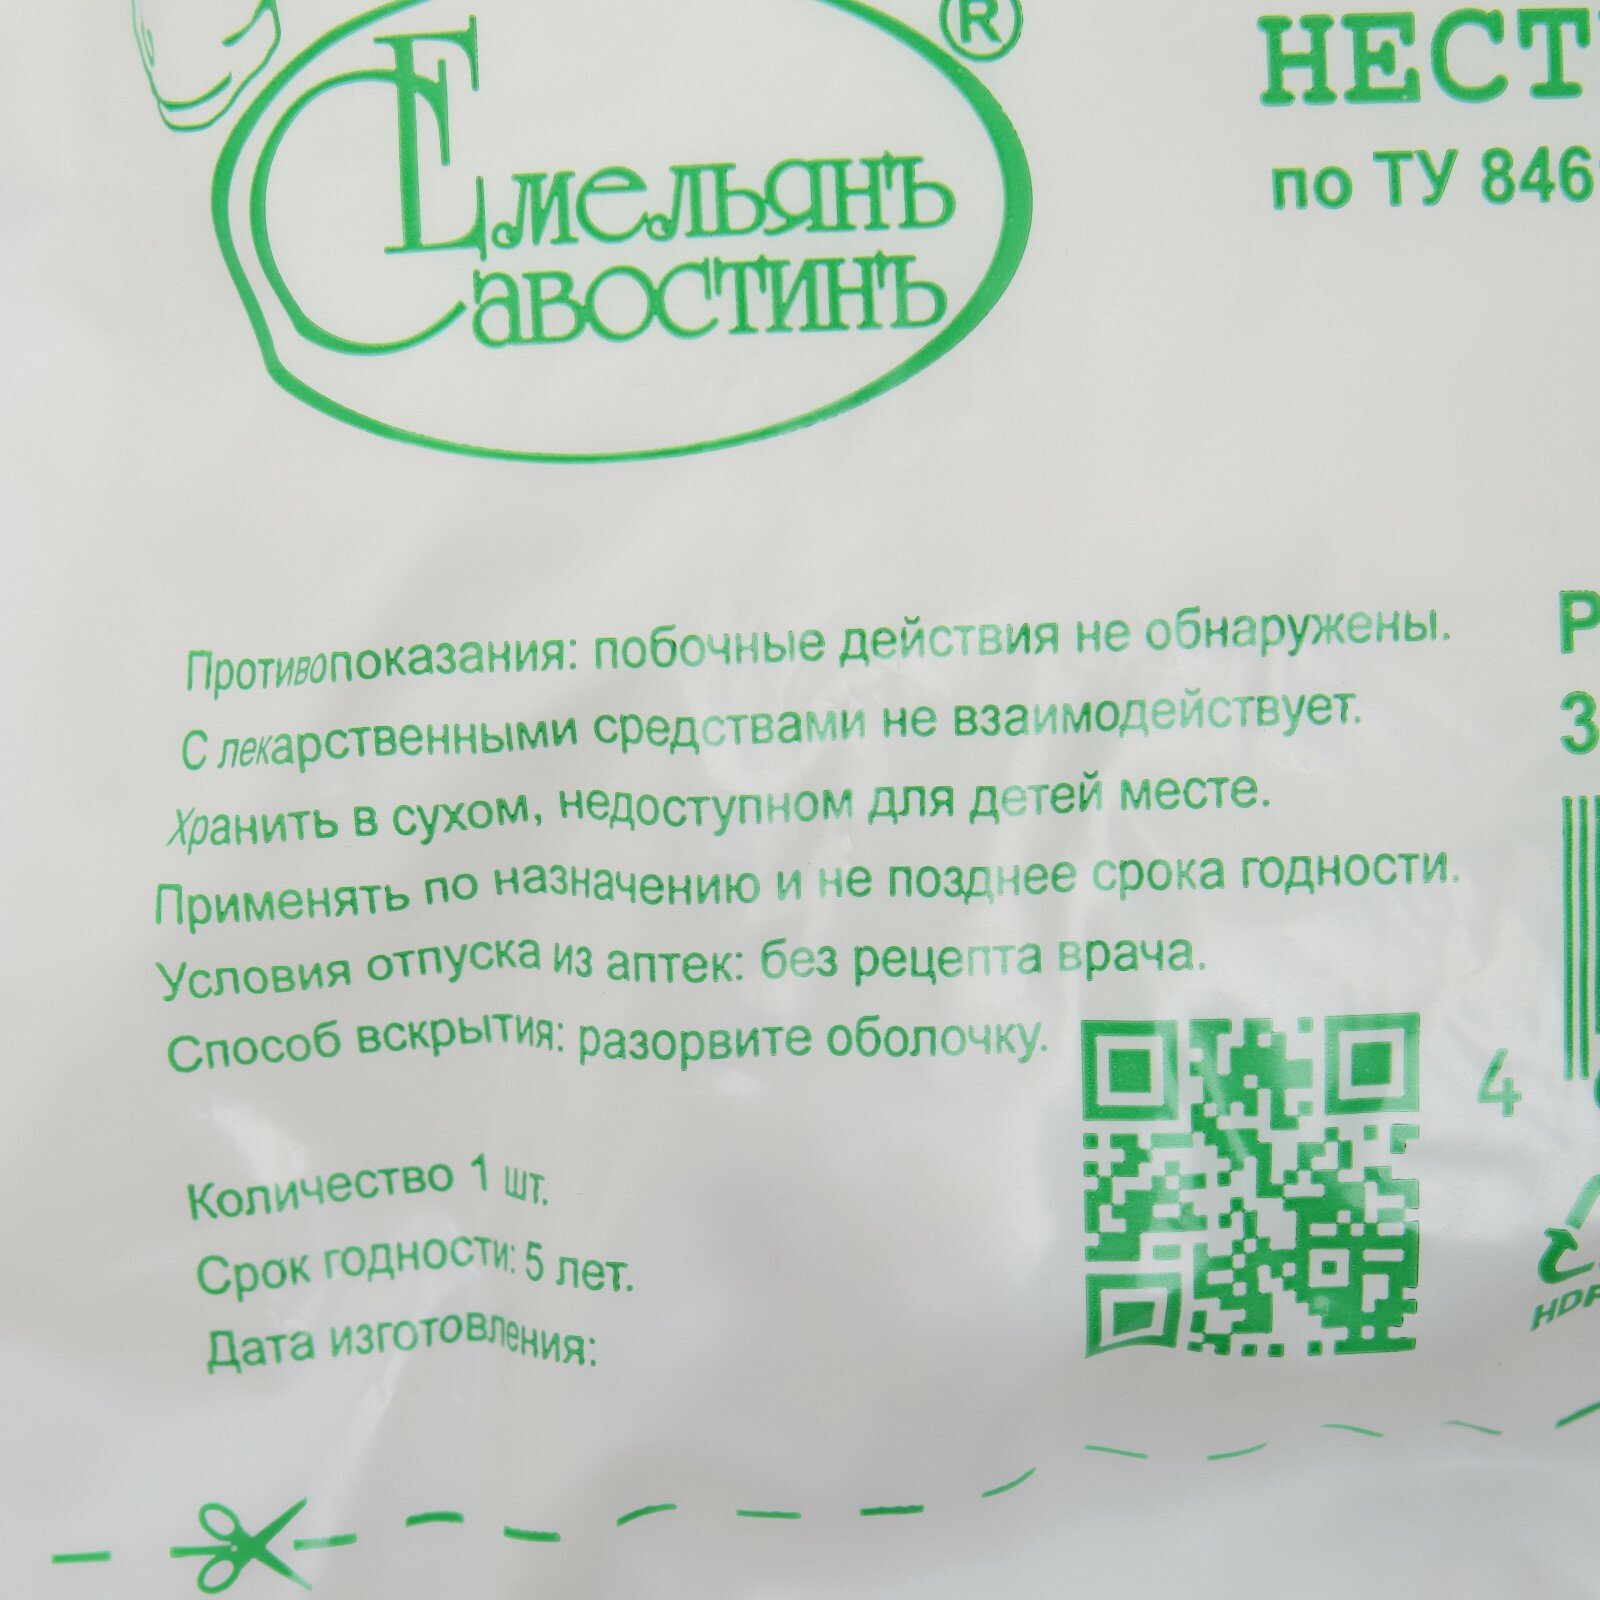 ®
Емельянъ
Савостинъ
НЕСТ
по ТУ 846
Противопоказания: побочные действия не обнаружены.
С лекарственными средствами не взаимодействует.
Хранить в сухом, недоступном для детей месте.
Применять по назначению и не позднее срока годности.
Условия отпуска из аптек: без рецепта врача.
Способ вскрытия: разорвите оболочку.
Количество 1 шт.
Срок годности: 5 лет.
Дата изготовления:
Р
3
4